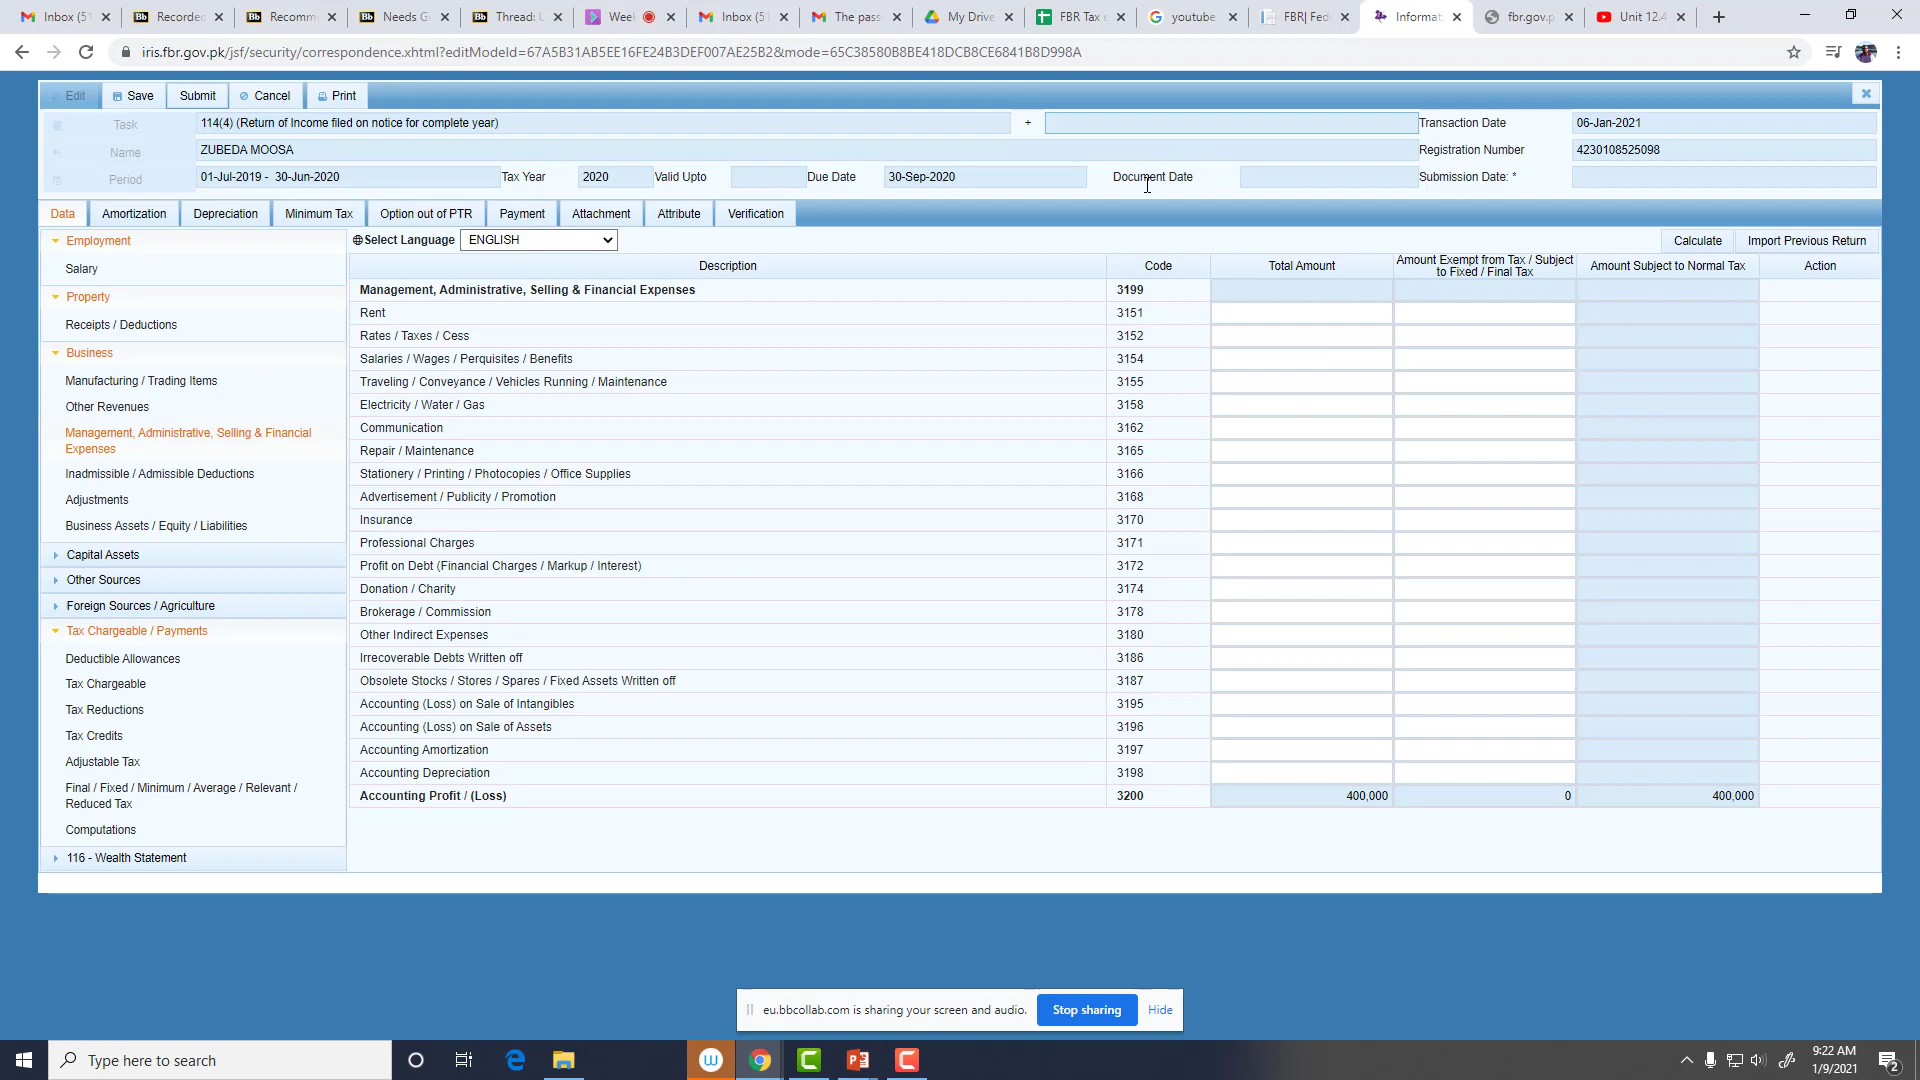 Inbox (51
Recorded
Recomm
Needs G
Thread: U
Week
Inbox (51
The pass
My Drive
FBR Tax e
youtube
FBR| Fed
Informat
fbr.gov.p
Unit 12.4
iris.fbr.gov.pk/jsf/security/correspondence.xhtml?editModeId=67A5B31AB5EE16FE24B3DEF007AE25B2&mode=65C38580B8BE418DCB8CE6841B8D998A
Edit Save Submit Cancel Print
Task 114(4) (Return of Income filed on notice for complete year) + Transaction Date 06-Jan-2021
Name ZUBEDA MOOSA Registration Number 4230108525098
Period 01-Jul-2019 - 30-Jun-2020 Tax Year 2020 Valid Upto Due Date 30-Sep-2020 Document Date Submission Date: *
Data Amortization Depreciation Minimum Tax Option out of PTR Payment Attachment Attribute Verification
Employment
Salary
Property
Receipts / Deductions
Business
Manufacturing / Trading Items
Other Revenues
Management, Administrative, Selling & Financial
Expenses
Inadmissible / Admissible Deductions
Adjustments
Business Assets / Equity / Liabilities
Capital Assets
Other Sources
Foreign Sources / Agriculture
Tax Chargeable / Payments
Deductible Allowances
Tax Chargeable
Tax Reductions
Tax Credits
Adjustable Tax
Final / Fixed / Minimum / Average / Relevant /
Reduced Tax
Computations
116 - Wealth Statement
Select Language ENGLISH Calculate Import Previous Return
Description Code Total Amount Amount Exempt from Tax / Subject to Fixed / Final Tax Amount Subject to Normal Tax Action
Management, Administrative, Selling & Financial Expenses 3199
Rent 3151
Rates / Taxes / Cess 3152
Salaries / Wages / Perquisites / Benefits 3154
Traveling / Conveyance / Vehicles Running / Maintenance 3155
Electricity / Water / Gas 3158
Communication 3162
Repair / Maintenance 3165
Stationery / Printing / Photocopies / Office Supplies 3166
Advertisement / Publicity / Promotion 3168
Insurance 3170
Professional Charges 3171
Profit on Debt (Financial Charges / Markup / Interest) 3172
Donation / Charity 3174
Brokerage / Commission 3178
Other Indirect Expenses 3180
Irrecoverable Debts Written off 3186
Obsolete Stocks / Stores / Spares / Fixed Assets Written off 3187
Accounting (Loss) on Sale of Intangibles 3195
Accounting (Loss) on Sale of Assets 3196
Accounting Amortization 3197
Accounting Depreciation 3198
Accounting Profit / (Loss) 3200 400,000 0 400,000
eu.bbcollab.com is sharing your screen and audio. Stop sharing Hide
Type here to search
9:22 AM
1/9/2021
2